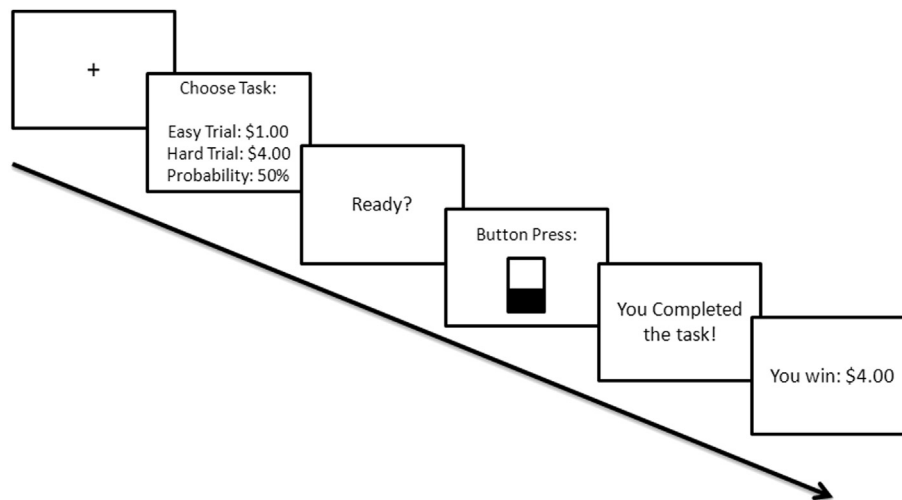 +
Choose Task:
Easy Trial: $1.00
Hard Trial: $4.00
Probability: 50%
Ready?
Button Press:
You Completed
the task!
You win: $4.00